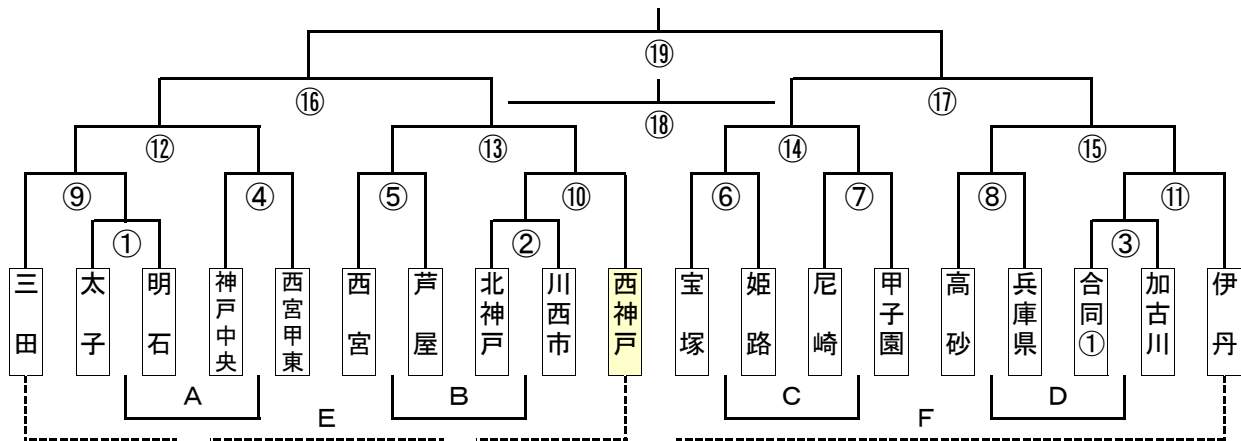 ⑲
⑯ ⑱ ⑰
⑫ ⑬ ⑭ ⑮
⑨ ④ ⑤ ⑩ ⑥ ⑦ ⑧ ⑪
① ② ③
三田 太子 明石 神戸中央 西宮甲東 西宮 芦屋 北神戸 川西市 西神戸 宝塚 姫路 尼崎 甲子園 高砂 兵庫県 合同① 加古川 伊丹
A B C D
E F